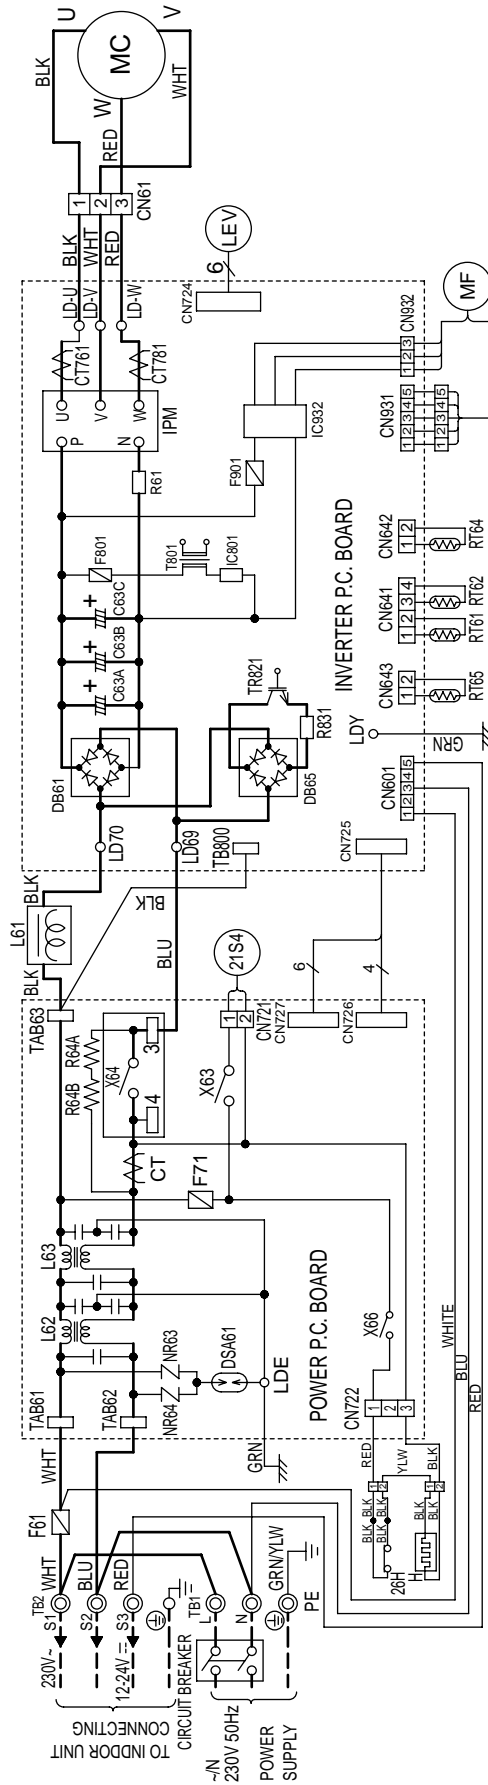 TO INDDOR UNIT
CONNECTING
230V~
12-24V
TB2
S1
S2
S3
WHT
BLU
RED
CIRCUIT BREAKER
~/N
230V 50Hz
POWER
SUPPLY
TB1
L
N
PE
GRN/YLW
F61
WHT
TAB61
TAB62
L62
L63
NR64
NR63
DSA61
LDE
GRN
POWER P.C. BOARD
F71
CT
R64B
R64A
X64
4
3
TAB63
X63
X66
CN721
1
2
21S4
CN727
CN726
6
4
CN725
CN722
1
2
3
RED
YLW
BLK
1
2
1
2
BLK
BLK
BLK
BLK
BLK
BLK
26H
H
WHITE
BLU
RED
BLK
L61
BLK
BLK
BLU
LD70
LD69
TB800
DB61
DB65
TR821
R831
C63A
C63B
C63C
+
+
+
F801
T801
IC801
R61
F901
IC932
IPM
P
N
U
V
W
CT761
CT781
LD-U
LD-V
LD-W
BLK
WHT
RED
CN61
1
2
3
BLK
RED
WHT
U
V
W
MC
CN724
6
LEV
INVERTER P.C. BOARD
LDY
GRN
CN601
1 2 3 4 5
CN643
1 2
RT65
CN641
1 2 3 4
RT61
RT62
CN642
1 2
RT64
CN931
1 2 3 4 5
1 2 3 4 5
CN932
1 2 3
MF